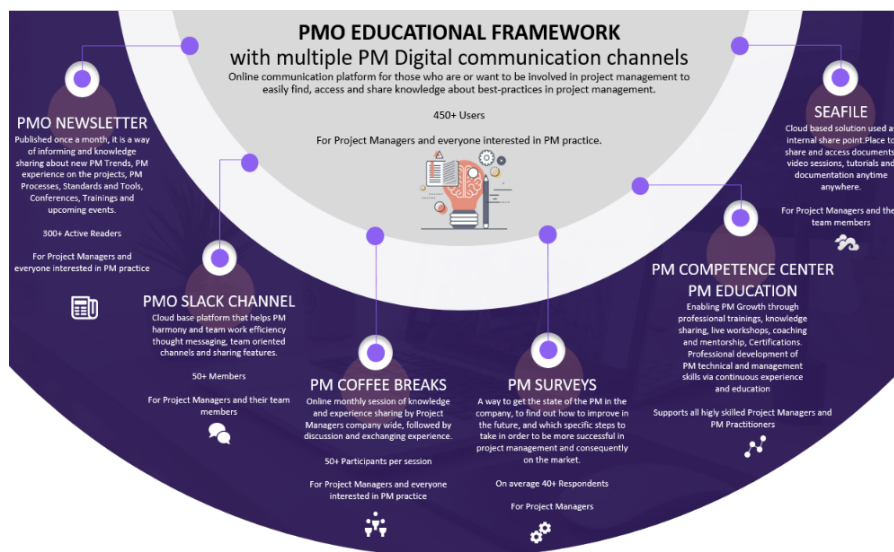 PMO EDUCATIONAL FRAMEWORK
with multiple PM Digital communication channels
Online communication platform for those who are or want to be involved in project management to
easily find, access and share knowledge about best-practices in project management.
450+ Users
For Project Managers and everyone interested in PM practice.
PMO NEWSLETTER
Published once a month, it is a way
of informing and knowledge
sharing about new PM Trends, PM
experience on the projects, PM
Processes, Standards and Tools,
Conferences, Trainings and
upcoming events.
300+ Active Readers
For Project Managers and
everyone interested in PM practice
PMO SLACK CHANNEL
Cloud base platform that helps PM
harmony and team work efficiency
thought messaging, team oriented
channels and sharing features.
50+ Members
For Project Managers and their team
members
PM COFFEE BREAKS
Online monthly session of knowledge
and experience sharing by Project
Managers company wide, followed by
discussion and exchanging experience.
50+ Participants per session
For Project Managers and everyone
interested in PM practice
PM SURVEYS
A way to get the state of the PM in the
company, to find out how to improve in
the future, and which specific steps to
take in order to be more successful in
project management and consequently
on the market.
On average 40+ Respondents
For Project Managers
PM COMPETENCE CENTER
PM EDUCATION
Enabling PM Growth through
professional trainings, knowledge
sharing, live workshops, coaching
and mentorship, Certifications.
Professional development of
PM technical and management
skills via continuous experience
and education
Supports all higly skilled Project Managers and
PM Practitioners
SEAFILE
Cloud based solution used as
internal share point.Place to
share and access documents,
video sessions, tutorials and
documentation anytime
anywhere.
For Project Managers and the
team members